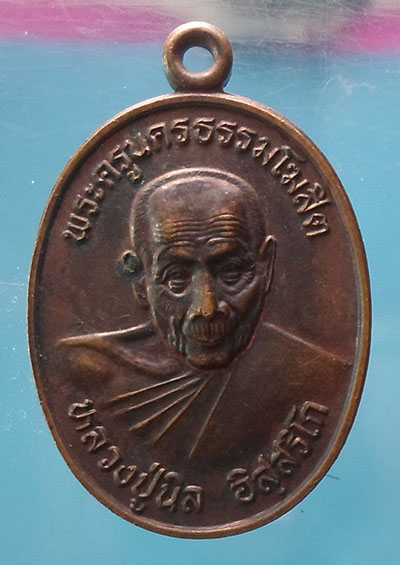 พระครูนครธรรมโฆสิต
หลวงปู่นิล อิสฺสริโก